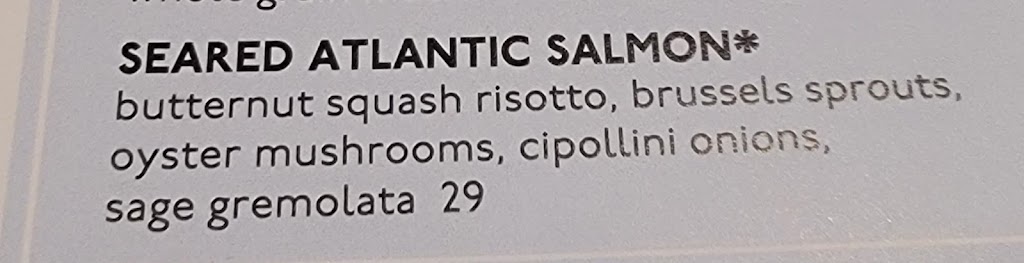 SEARED ATLANTIC SALMON*
butternut squash risotto, brussels sprouts,
oyster mushrooms, cipollini onions,
sage gremolata 29